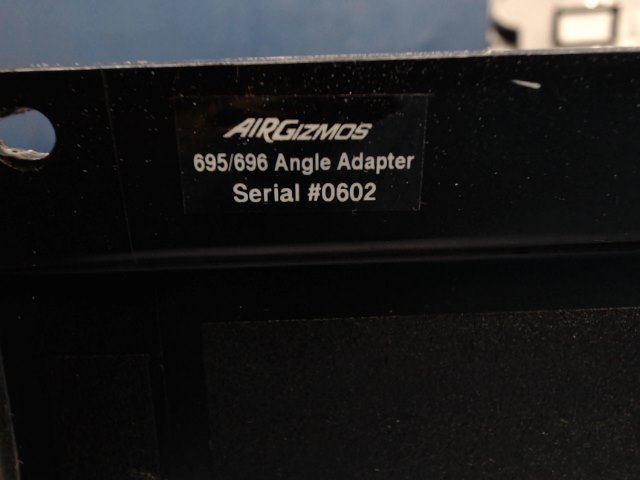 AIRGIZMOS
695/696 Angle Adapter
Serial #0602